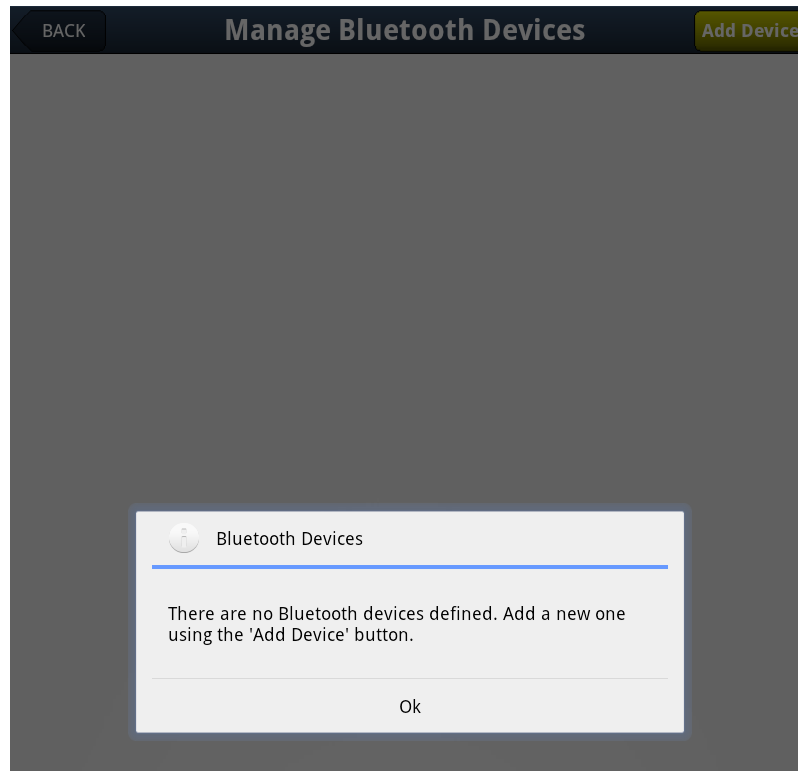 BACK
Manage Bluetooth Devices
Add Device
Bluetooth Devices
There are no Bluetooth devices defined. Add a new one
using the 'Add Device' button.
Ok